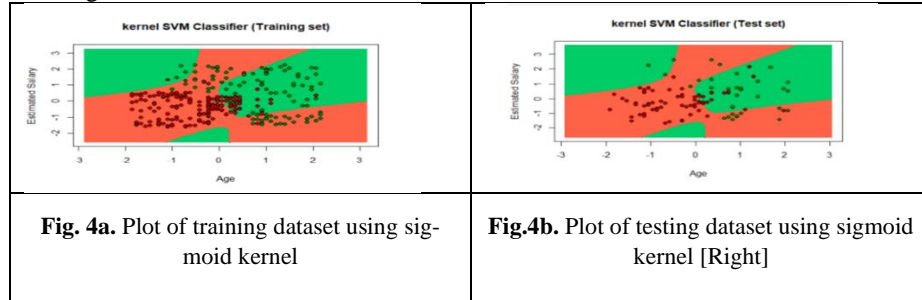 kernel SVM Classifier (Training set)
Estimated Salary
3
2
1
0
-1
-2
3
-2
-1
0
1
2
3
Age
kernel SVM Classifier (Test set)
Estimated Salary
3
2
1
0
-1
-2
-3
-2
-1
0
1
2
3
Age
Fig. 4a. Plot of training dataset using sig-
moid kernel
Fig.4b. Plot of testing dataset using sigmoid
kernel [Right]